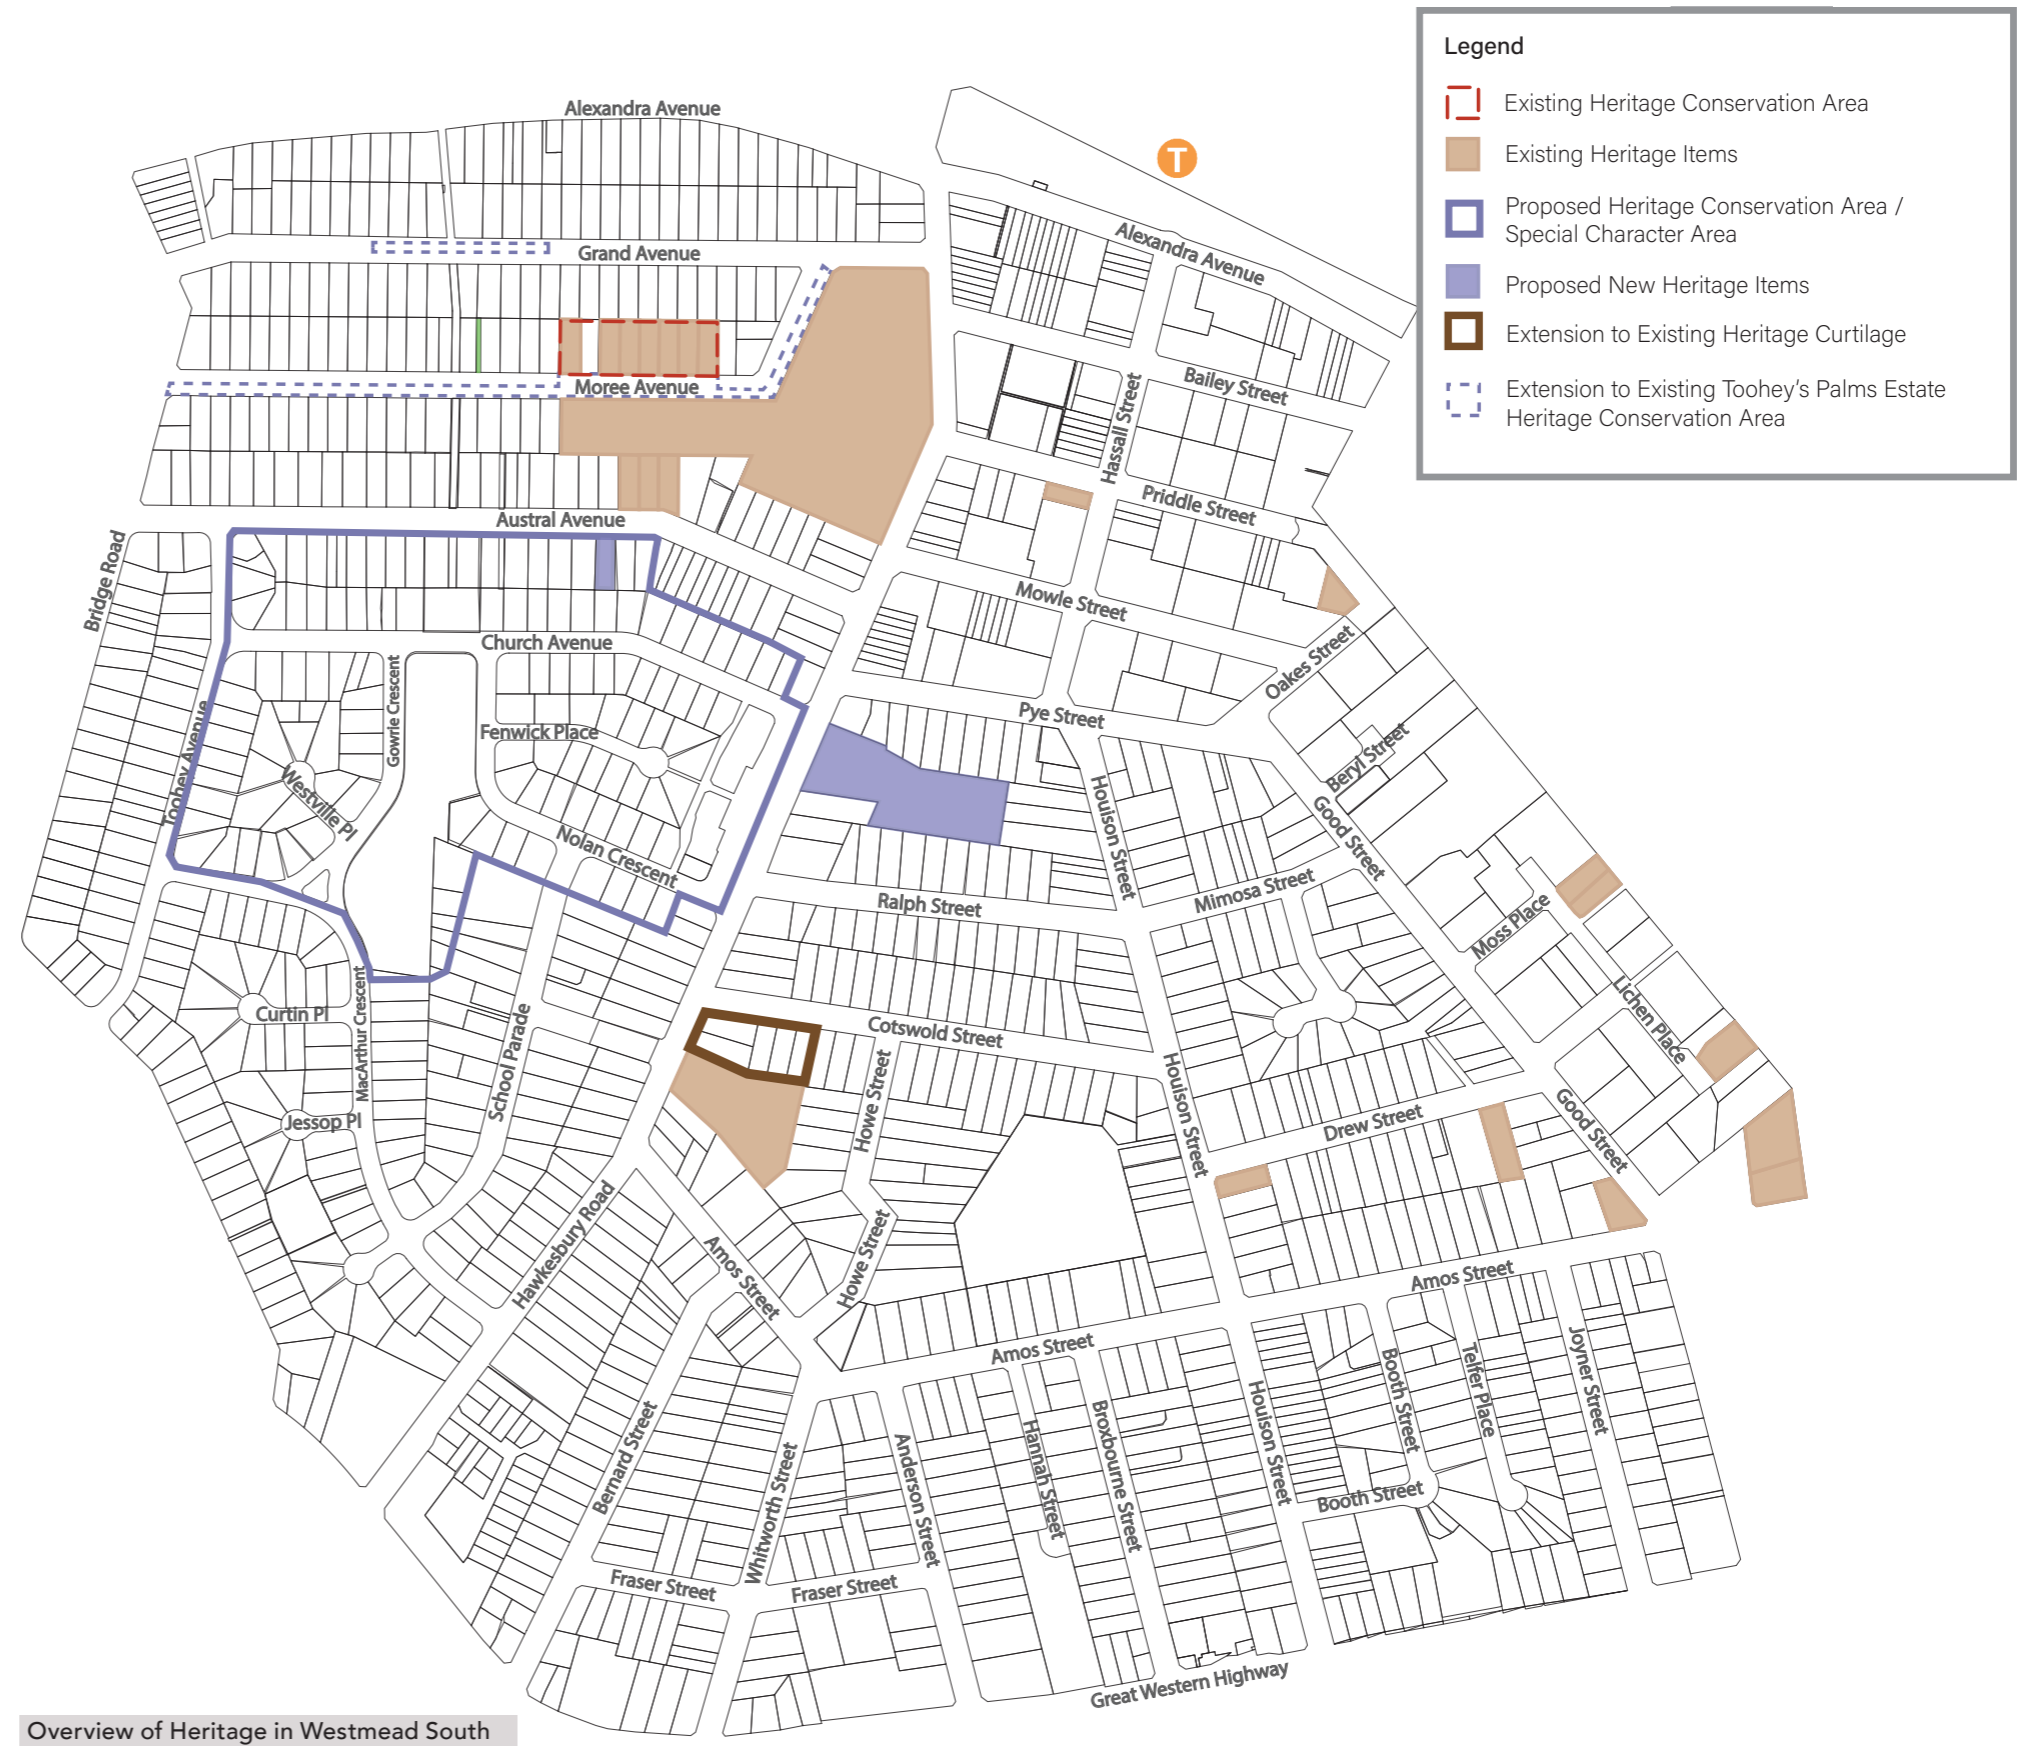 Legend
Existing Heritage Conservation Area
Existing Heritage Items
Proposed Heritage Conservation Area /
Special Character Area
Proposed New Heritage Items
Extension to Existing Heritage Curtilage
Extension to Existing Toohey's Palms Estate
Heritage Conservation Area
T
Alexandra Avenue
Grand Avenue
Alexandra Avenue
Moree Avenue
Bailey Street
Hassall Street
Priddle Street
Austral Avenue
Bridge Road
Mowle Street
Church Avenue
Oakes Street
Gowrie Crescent
Toohey Avenue
Fenwick Place
Pye Street
Westville Pl
Beryl Street
Houison Street
Good Street
Nolan Crescent
Mimosa Street
Ralph Street
Moss Place
Curtin Pl
MacArthur Crescent
School Parade
Cotswold Street
Lichen Place
Howe Street
Houison Street
Jessop Pl
Drew Street
Good Street
Hawkesbury Road
Amos Street
Howe Street
Amos Street
Amos Street
Joyner Street
Telfer Place
Booth Street
Houison Street
Bernard Street
Whitworth Street
Anderson Street
Hannah Street
Broxbourne Street
Booth Street
Fraser Street
Fraser Street
Great Western Highway
Overview of Heritage in Westmead South